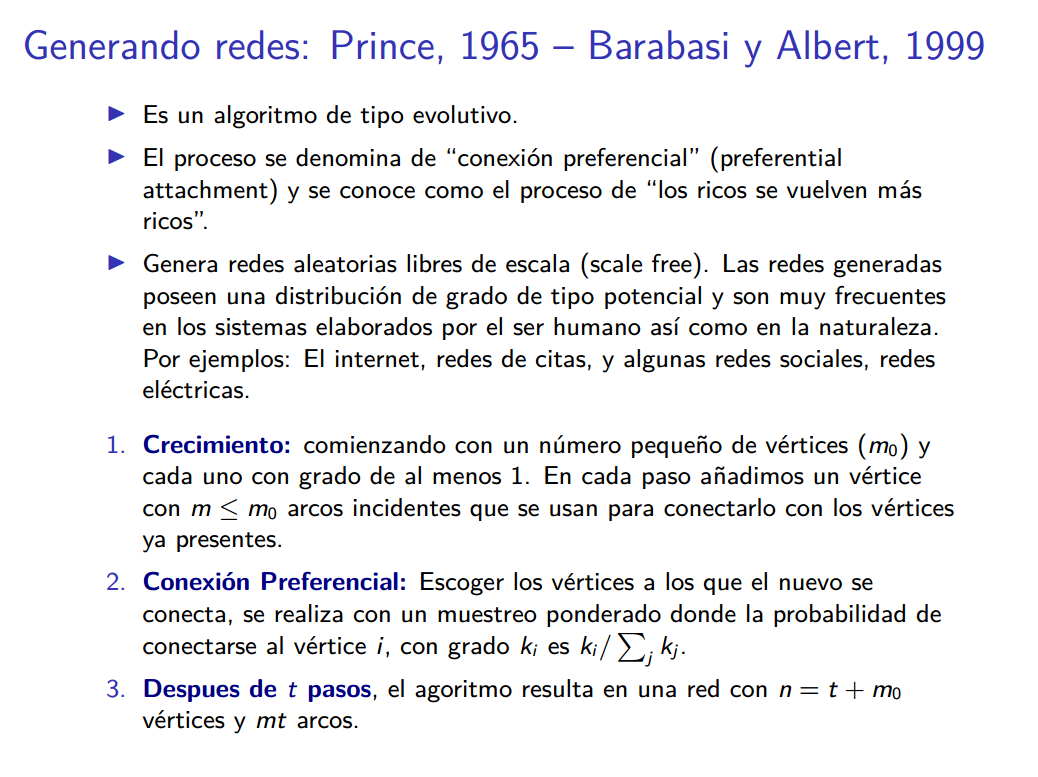 Generando redes: Prince, 1965 – Barabasi y Albert, 1999
▶ Es un algoritmo de tipo evolutivo.
▶ El proceso se denomina de “conexión preferencial” (preferential
attachment) y se conoce como el proceso de “los ricos se vuelven más
ricos”.
▶ Genera redes aleatorias libres de escala (scale free). Las redes generadas
poseen una distribución de grado de tipo potencial y son muy frecuentes
en los sistemas elaborados por el ser humano así como en la naturaleza.
Por ejemplos: El internet, redes de citas, y algunas redes sociales, redes
eléctricas.
1. Crecimiento: comienzando con un número pequeño de vértices (m₀) y
cada uno con grado de al menos 1. En cada paso añadimos un vértice
con m ≤ m₀ arcos incidentes que se usan para conectarlo con los vértices
ya presentes.
2. Conexión Preferencial: Escoger los vértices a los que el nuevo se
conecta, se realiza con un muestreo ponderado donde la probabilidad de
conectarse al vértice i, con grado kᵢ es kᵢ/∑ⱼ kⱼ.
3. Despues de t pasos, el agoritmo resulta en una red con n = t + m₀
vértices y mt arcos.